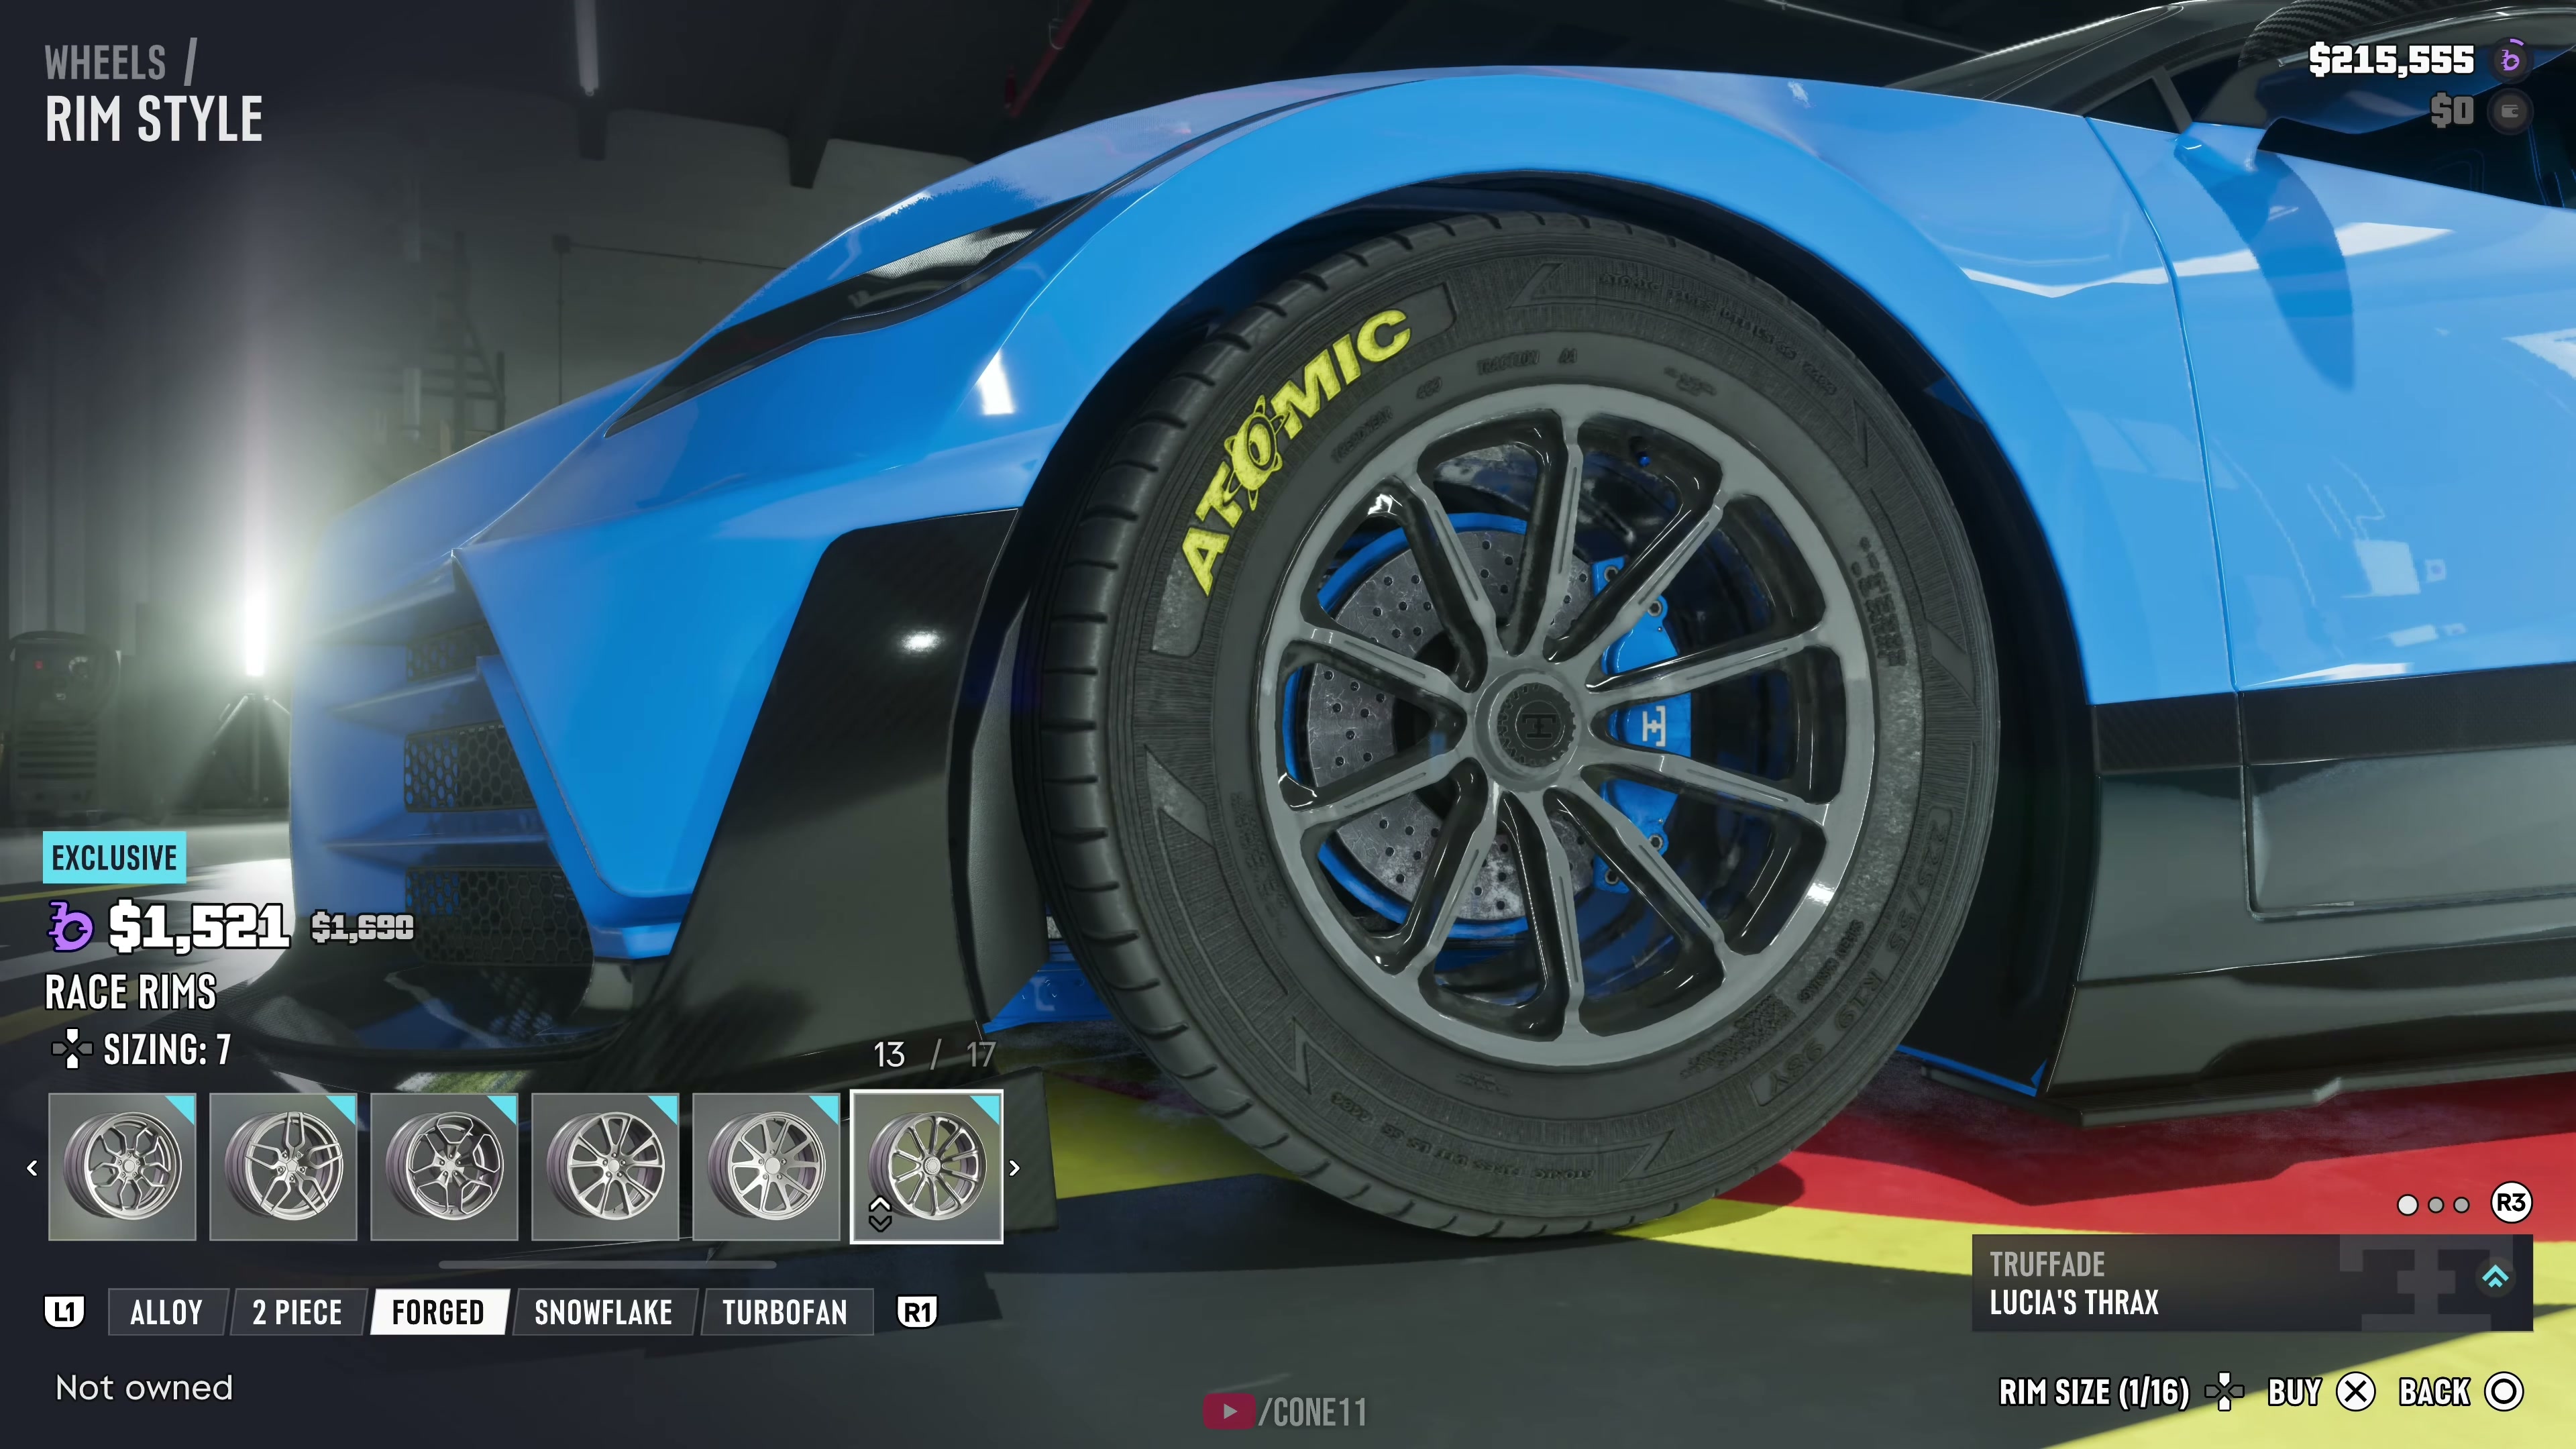 WHEELS /
RIM STYLE
$215,555
$0
ATOMIC
TRACTION AA
EXCLUSIVE
$1,521 $1,690
RACE RIMS
SIZING: 7
13 / 17
L1 ALLOY 2 PIECE FORGED SNOWFLAKE TURBOFAN R1
Not owned
R3
TRUFFADE
LUCIA'S THRAX
RIM SIZE (1/16) BUY BACK
/CONE11